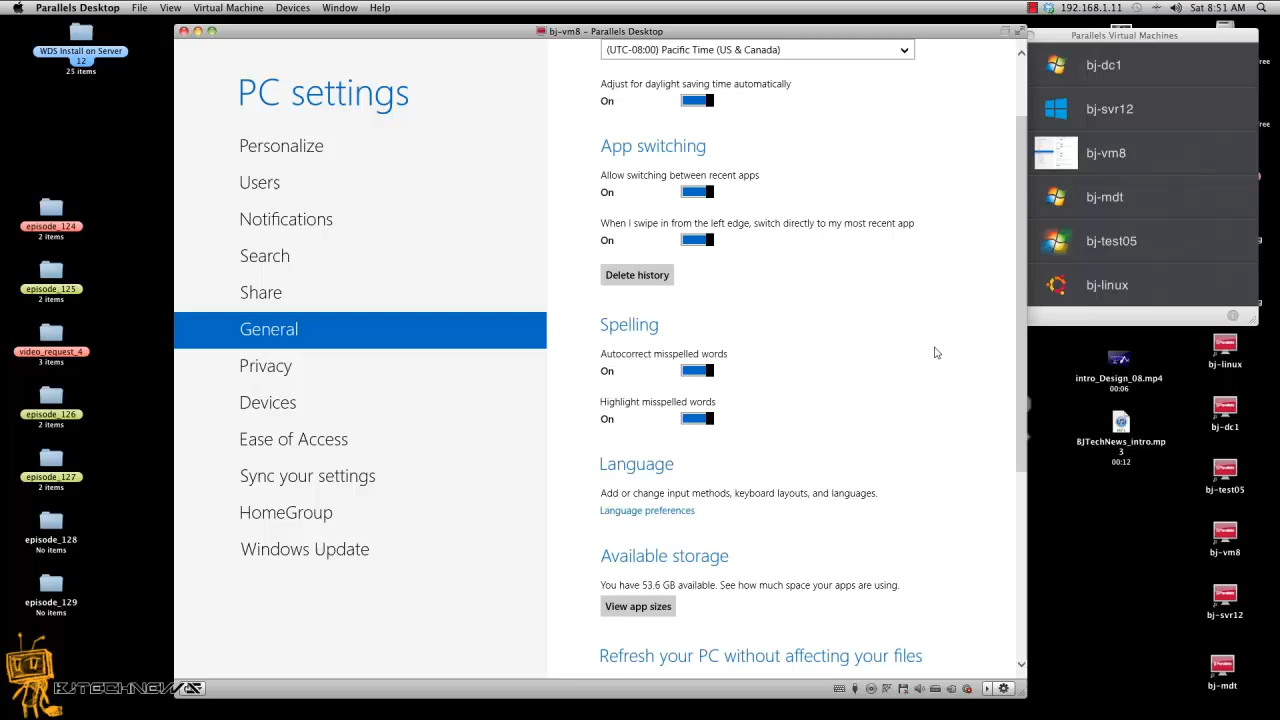 Parallels Desktop File View Virtual Machine Devices Window Help
192.168.1.11 Sat 8:51 AM
WDS Install on Server
12
25 items
episode_124
2 items
episode_125
2 items
video_request_4
3 items
episode_126
2 items
episode_127
2 items
episode_128
No items
episode_129
No items
BJTECHNEWS
bj-vm8 - Parallels Desktop
PC settings
Personalize
Users
Notifications
Search
Share
General
Privacy
Devices
Ease of Access
Sync your settings
HomeGroup
Windows Update
(UTC-08:00) Pacific Time (US & Canada)
Adjust for daylight saving time automatically
On
App switching
Allow switching between recent apps
On
When I swipe in from the left edge, switch directly to my most recent app
On
Delete history
Spelling
Autocorrect misspelled words
On
Highlight misspelled words
On
Language
Add or change input methods, keyboard layouts, and languages.
Language preferences
Available storage
You have 53.6 GB available. See how much space your apps are using.
View app sizes
Refresh your PC without affecting your files
Parallels Virtual Machines
bj-dc1
bj-svr12
bj-vm8
bj-mdt
bj-test05
bj-linux
intro_Design_08.mp4
00:06
BJTechNews_intro.mp
3
00:12
bj-linux
bj-dc1
bj-test05
bj-vm8
bj-svr12
bj-mdt